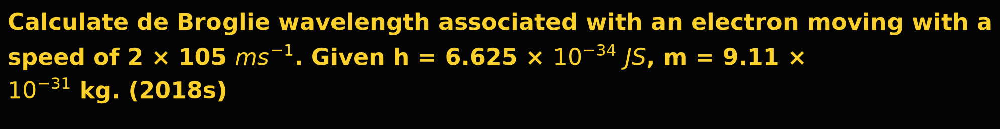 Calculate de Broglie wavelength associated with an electron moving with a
speed of 2 × 105 ms⁻¹. Given h = 6.625 × 10⁻³⁴ JS, m = 9.11 ×
10⁻³¹ kg. (2018s)